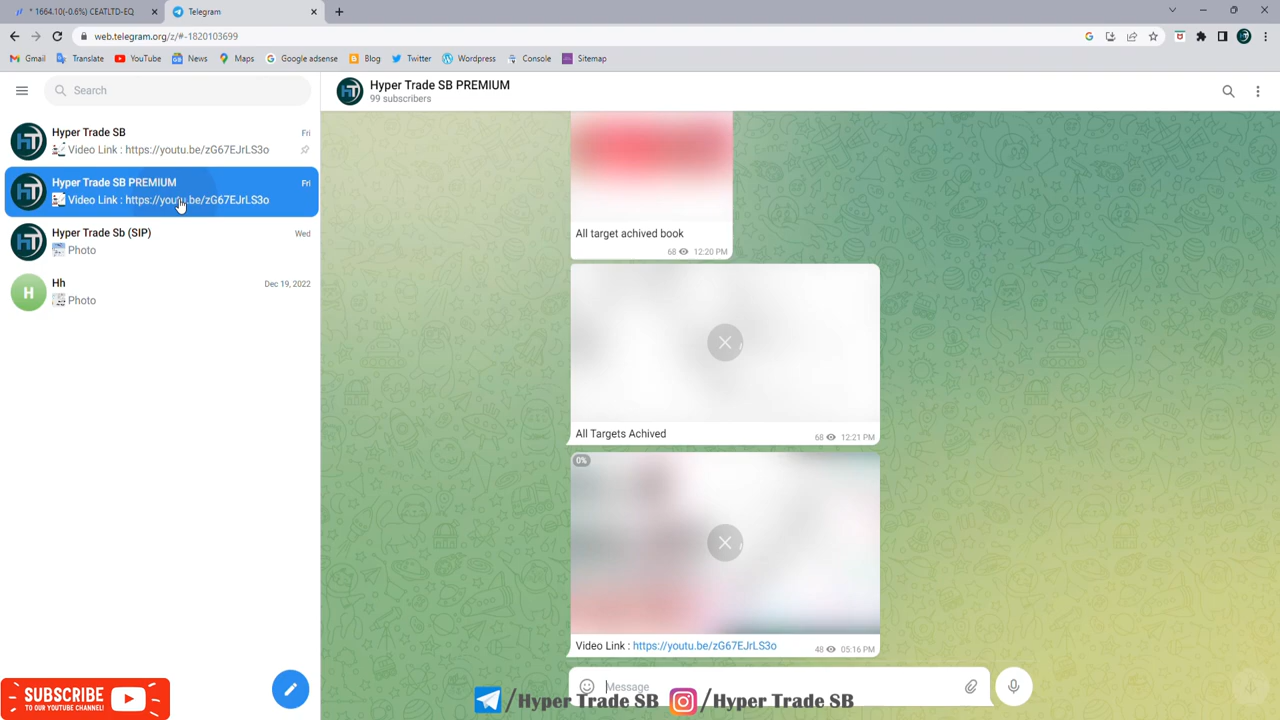 * 1664.10(-0.6%) CEATLTD-EQ
Telegram
web.telegram.org/z/#-1820103699
Gmail
Translate
YouTube
News
Maps
Google adsense
Blog
Twitter
Wordpress
Console
Sitemap
Search
Hyper Trade SB PREMIUM
99 subscribers
Hyper Trade SB
Fri
Video Link : https://youtu.be/zG67EJrLS3o
Hyper Trade SB PREMIUM
Fri
Video Link : https://youtu.be/zG67EJrLS3o
Hyper Trade Sb (SIP)
Wed
Photo
H
Hh
Dec 19, 2022
Photo
All target achived book
68 12:20 PM
All Targets Achived
68 12:21 PM
0%
Video Link : https://youtu.be/zG67EJrLS3o
48 05:16 PM
Message
SUBSCRIBE
TO OUR YOUTUBE CHANNEL!
/Hyper Trade SB
/Hyper Trade SB